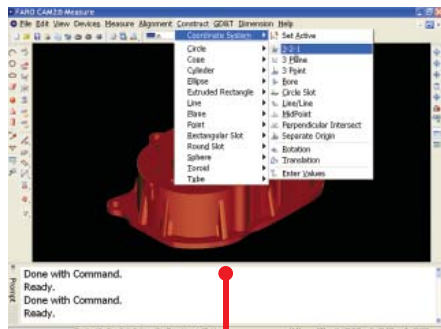 FARO CAM2® Measure
File Edit View Devices Measure Alignment Construct GD&T Dimension Help
Coordinate System
Circle
Cone
Cylinder
Ellipse
Extruded Rectangle
Line
Plane
Point
Rectangular Slot
Round Slot
Sphere
Toroid
Tube
Set Active
3-2-1
3 Plane
3 Point
Bore
Circle Slot
Line/Line
MidPoint
Perpendicular Intersect
Separate Origin
Rotation
Translation
Enter Values
Prompt
Done with Command.
Ready.
Done with Command.
Ready.